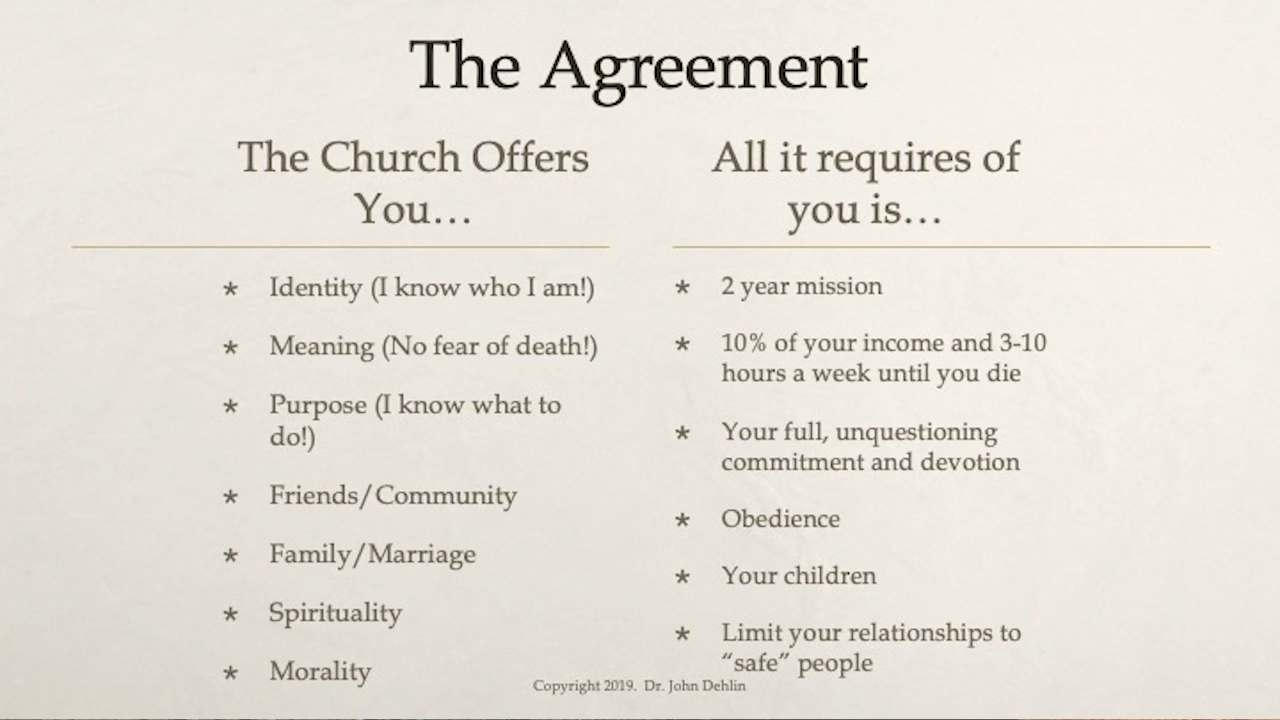 The Agreement
The Church Offers
You…
* Identity (I know who I am!)
* Meaning (No fear of death!)
* Purpose (I know what to
do!)
* Friends/Community
* Family/Marriage
* Spirituality
* Morality
All it requires of
you is…
* 2 year mission
* 10% of your income and 3-10
hours a week until you die
* Your full, unquestioning
commitment and devotion
* Obedience
* Your children
* Limit your relationships to
“safe” people
Copyright 2019. Dr. John Dehlin